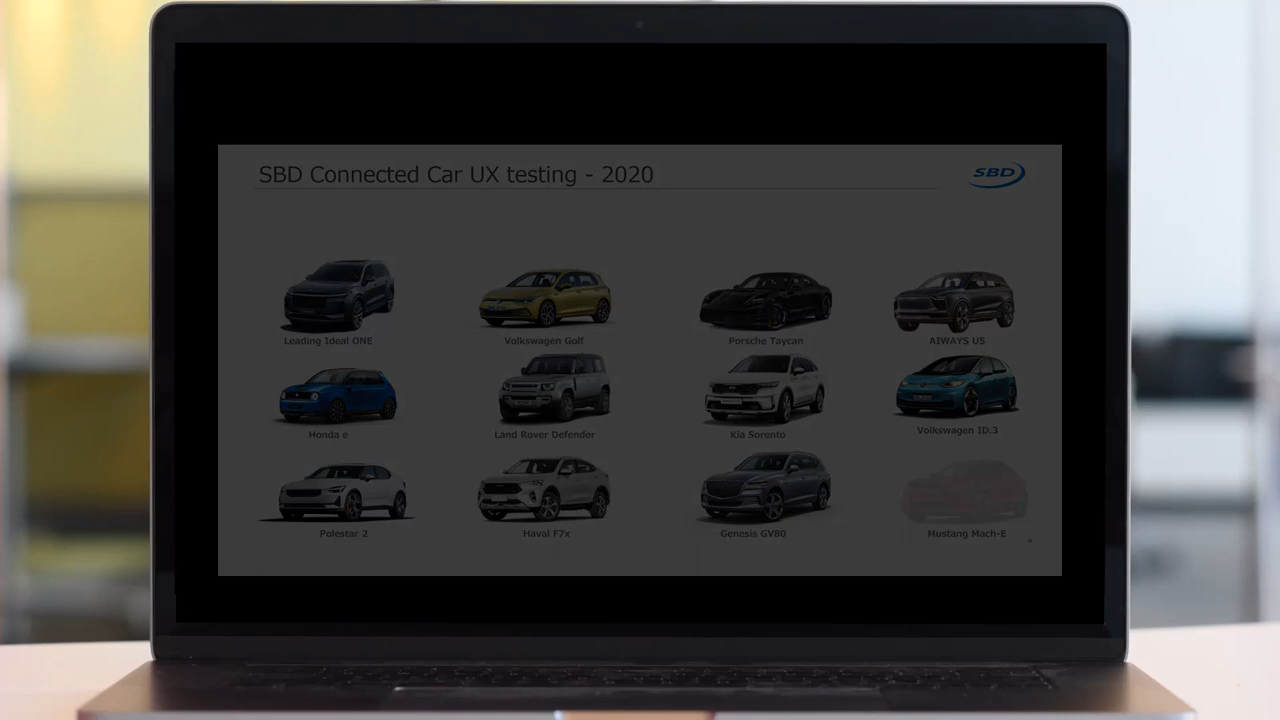 SBD Connected Car UX testing - 2020
SBD
Leading Ideal ONE
Volkswagen Golf
Porsche Taycan
AIWAYS U5
Honda e
Land Rover Defender
Kia Sorento
Volkswagen ID.3
Polestar 2
Haval F7x
Genesis GV80
Mustang Mach-E